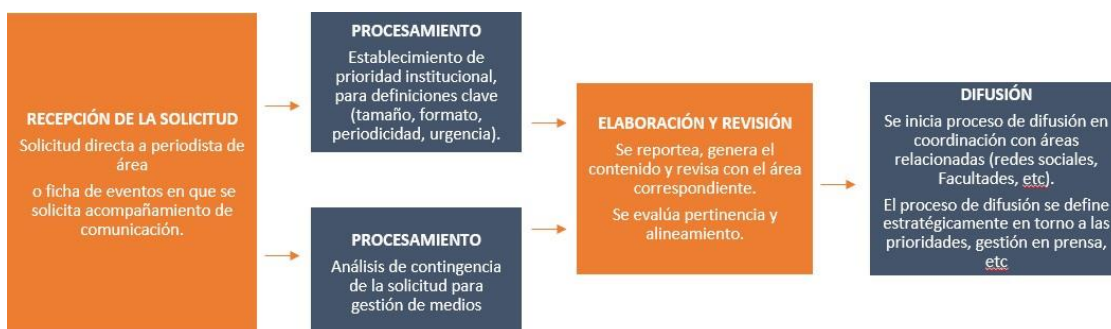 RECEPCIÓN DE LA SOLICITUD
Solicitud directa a periodista de
área
o ficha de eventos en que se
solicita acompañamiento de
comunicación.
PROCESAMIENTO
Establecimiento de
prioridad institucional,
para definiciones clave
(tamaño, formato,
periodicidad, urgencia).
PROCESAMIENTO
Análisis de contingencia
de la solicitud para
gestión de medios
ELABORACIÓN Y REVISIÓN
Se reportea, genera el
contenido y revisa con el área
correspondiente.
Se evalúa pertinencia y
alineamiento.
DIFUSIÓN
Se inicia proceso de difusión en
coordinación con áreas
relacionadas (redes sociales,
Facultades, etc).
El proceso de difusión se define
estratégicamente en torno a las
prioridades, gestión en prensa,
etc